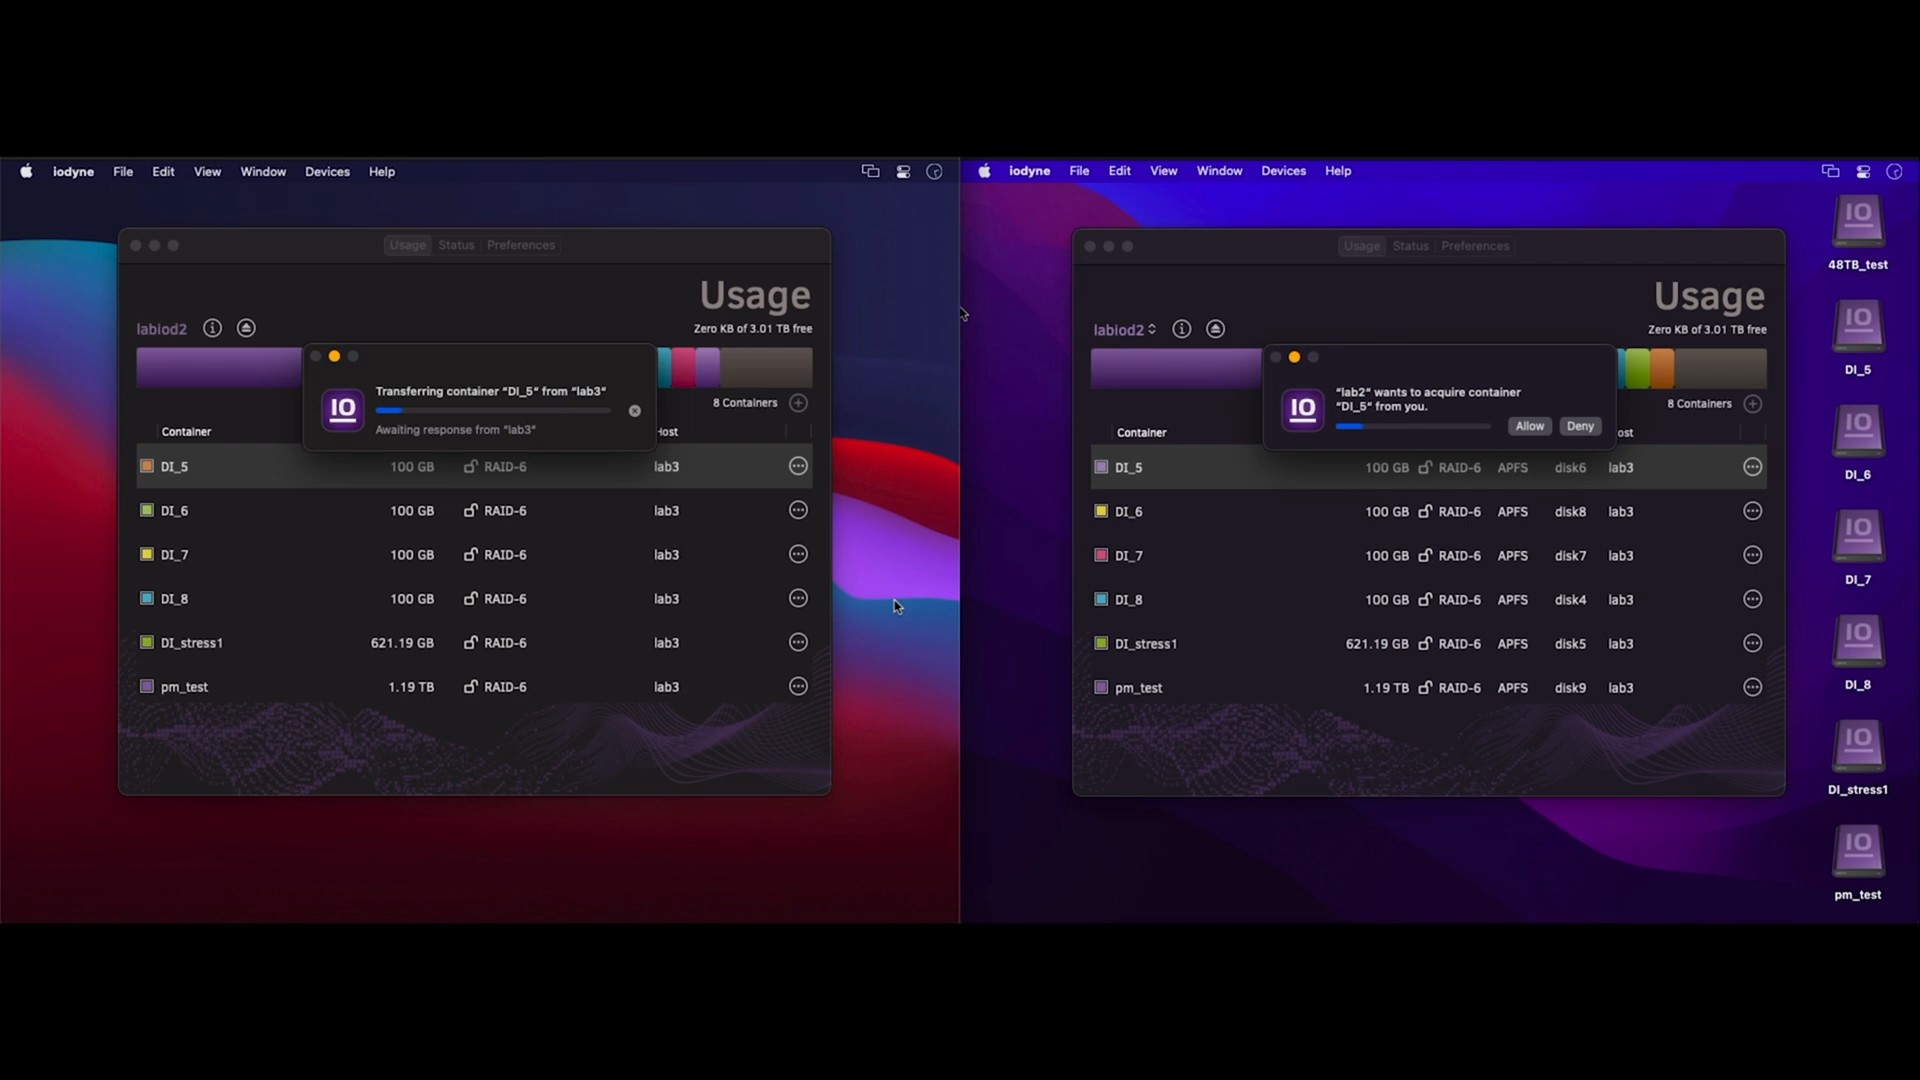 iodyne File Edit View Window Devices Help
Usage Status Preferences
Usage
labiod2
Zero KB of 3.01 TB free
IO
Transferring container “DI_5” from “lab3”
Awaiting response from “lab3”
8 Containers
Container ost
DI_5 100 GB RAID-6 lab3
DI_6 100 GB RAID-6 lab3
DI_7 100 GB RAID-6 lab3
DI_8 100 GB RAID-6 lab3
DI_stress1 621.19 GB RAID-6 lab3
pm_test 1.19 TB RAID-6 lab3
iodyne File Edit View Window Devices Help
Usage Status Preferences
Usage
labiod2
Zero KB of 3.01 TB free
IO
“lab2” wants to acquire container
“DI_5” from you.
Allow Deny
8 Containers
Container ost
DI_5 100 GB RAID-6 APFS disk6 lab3
DI_6 100 GB RAID-6 APFS disk8 lab3
DI_7 100 GB RAID-6 APFS disk7 lab3
DI_8 100 GB RAID-6 APFS disk4 lab3
DI_stress1 621.19 GB RAID-6 APFS disk5 lab3
pm_test 1.19 TB RAID-6 APFS disk9 lab3
IO
48TB_test
IO
DI_5
IO
DI_6
IO
DI_7
IO
DI_8
IO
DI_stress1
IO
pm_test